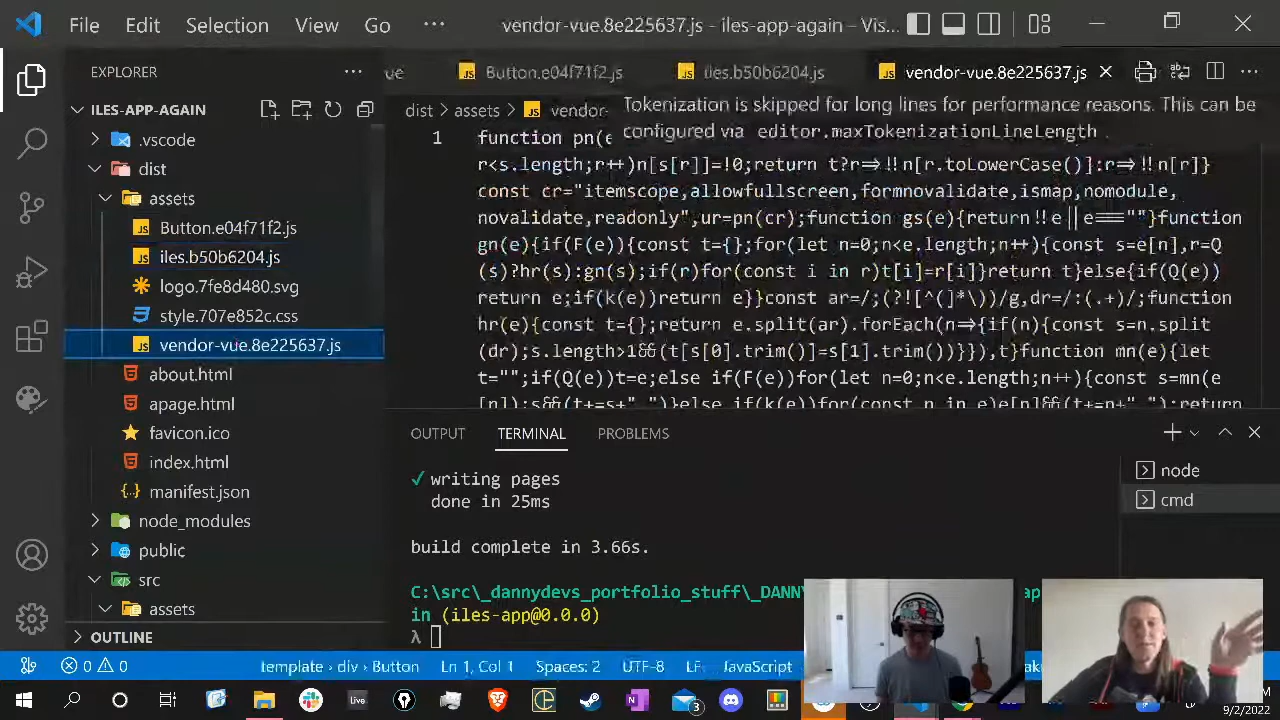 File Edit Selection View Go ··· vendor-vue.8e225637.js - iles-app-again - Vis...
EXPLORER ···
ue Button.e04f71f2.js iles.b50b6204.js vendor-vue.8e225637.js
ILES-APP-AGAIN
dist > assets > vendor-
Tokenization is skipped for long lines for performance reasons. This can be
configured via editor.maxTokenizationLineLength .
.vscode
dist
assets
Button.e04f71f2.js
iles.b50b6204.js
logo.7fe8d480.svg
style.707e852c.css
vendor-vue.8e225637.js
about.html
apage.html
favicon.ico
index.html
manifest.json
node_modules
public
src
assets
OUTLINE
1 function pn(e
r<s.length;r++)n[s[r]]=!0;return t?r=>!!n[r.toLowerCase()]:r=>!!n[r]}
const cr="itemscope,allowfullscreen,formnovalidate,ismap,nomodule,
novalidate,readonly",ur=pn(cr);function gs(e){return!!e||e===""}function
gn(e){if(F(e)){const t={};for(let n=0;n<e.length;n++){const s=e[n],r=Q
(s)?hr(s):gn(s);if(r)for(const i in r)t[i]=r[i]}return t}else{if(Q(e))
return e;if(k(e))return e}}const ar=/;(?![^(]*\))/g,dr=/:(.+)/;function
hr(e){const t={};return e.split(ar).forEach(n=>{if(n){const s=n.split
(dr);s.length>1&&(t[s[0].trim()]=s[1].trim())}}),t}function mn(e){let
t="";if(Q(e))t=e;else if(F(e))for(let n=0;n<e.length;n++){const s=mn(e
[n]);s&&(t+=s+" ")}else if(k(e))for(const n in e)e[n]&&(t+=n+" ");return
OUTPUT TERMINAL PROBLEMS
✓ writing pages
done in 25ms
build complete in 3.66s.
C:\src\_dannydevs_portfolio_stuff\_DANNY
in (iles-app@0.0.0)
λ
node
cmd
0 0 template › div › Button Ln 1, Col 1 Spaces: 2 UTF-8 LF JavaScript
Live 3
9/2/2022